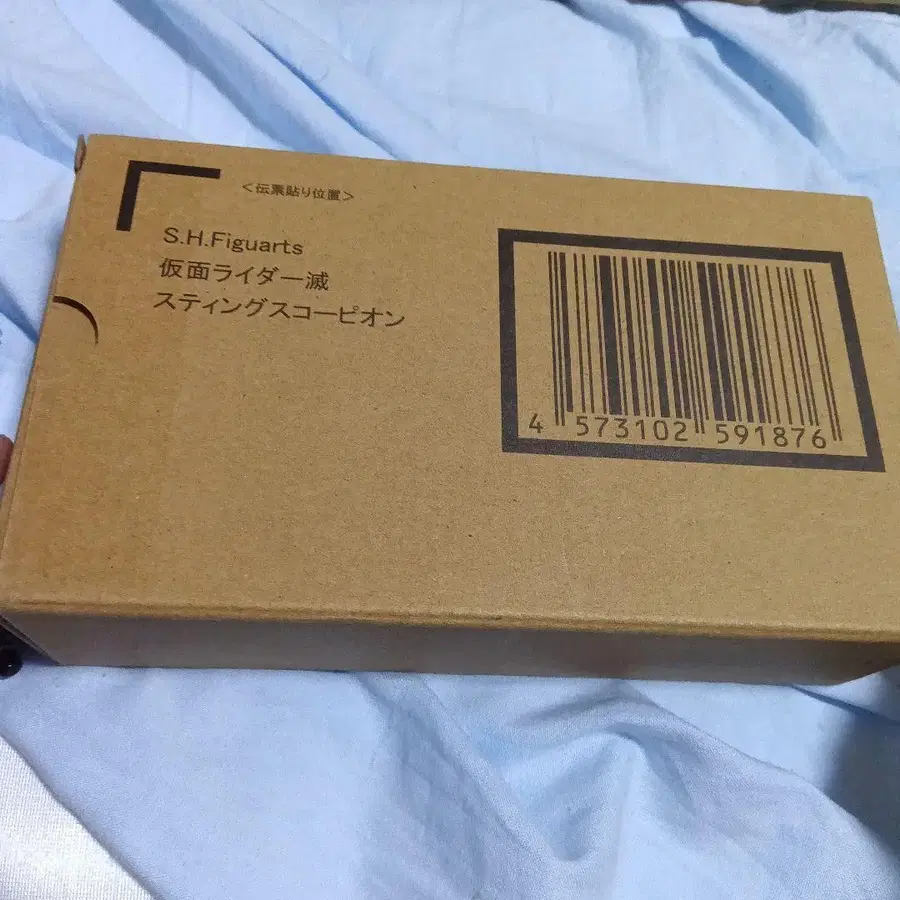 <伝票貼り位置>
S.H.Figuarts
仮面ライダー滅
スティングスコーピオン
4 573102 591876